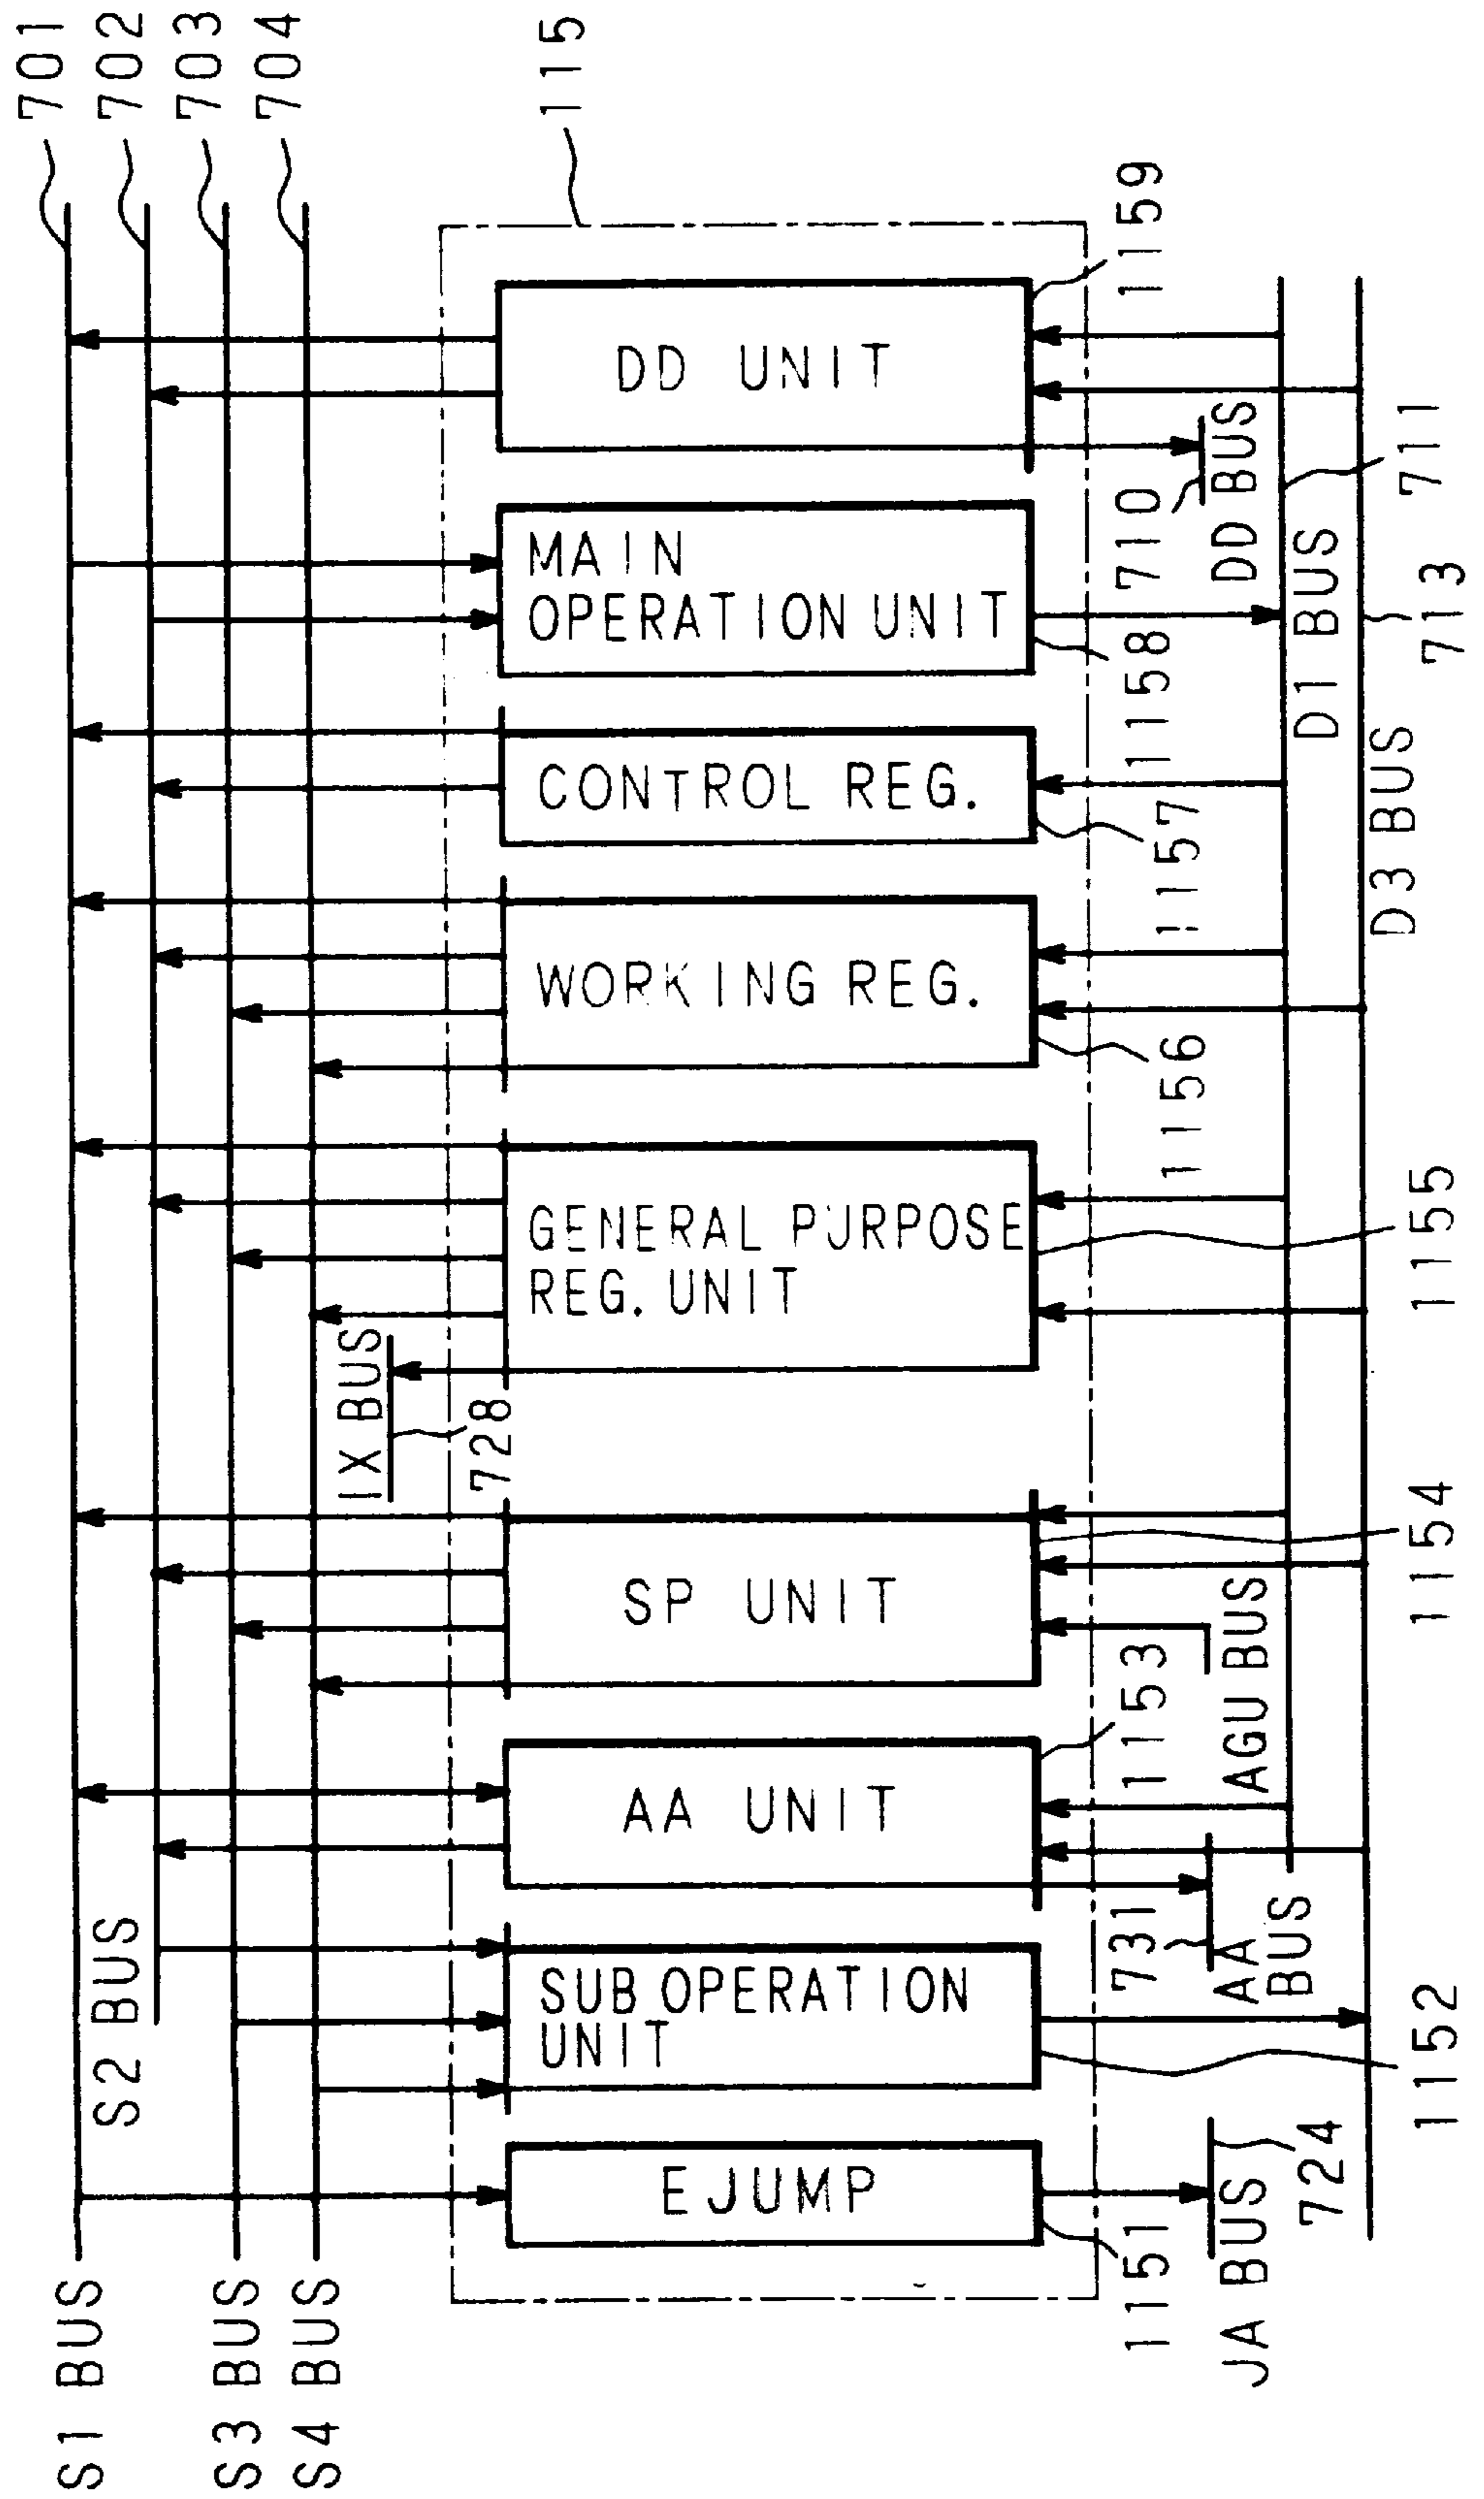 701
702
703
704
115
S1 BUS
S2 BUS
S3 BUS
S4 BUS
IX BUS
728
EJUMP
SUB OPERATION
UNIT
AA UNIT
SP UNIT
GENERAL PURPOSE
REG. UNIT
WORKING REG.
CONTROL REG.
MAIN
OPERATION UNIT
DD UNIT
1151
731
1153
1156
1157
1158
710
1159
JA BUS
724
AA
BUS
AGU BUS
DD BUS
D1 BUS
711
D3 BUS
713
1152
1154
1155